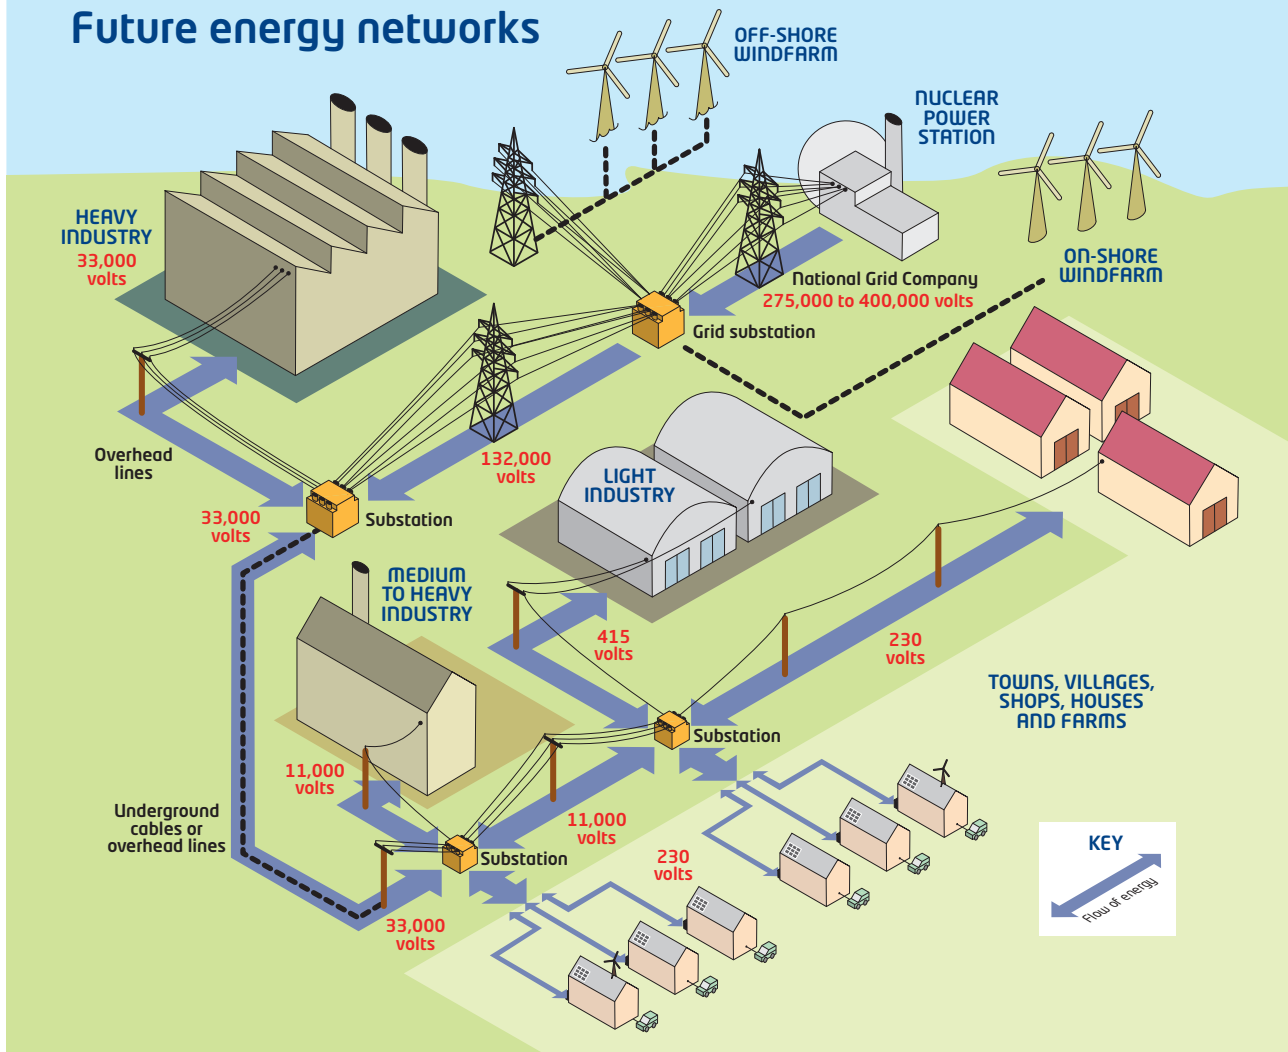 Future energy networks
OFF-SHORE
WINDFARM
NUCLEAR
POWER
STATION
HEAVY
INDUSTRY
33,000
volts
ON-SHORE
WINDFARM
National Grid Company
275,000 to 400,000 volts
Grid substation
Overhead
lines
132,000
volts
LIGHT
INDUSTRY
33,000
volts
Substation
MEDIUM
TO HEAVY
INDUSTRY
415
volts
230
volts
TOWNS, VILLAGES,
SHOPS, HOUSES
AND FARMS
Substation
11,000
volts
Underground
cables or
overhead lines
11,000
volts
Substation
230
volts
33,000
volts
KEY
Flow of energy